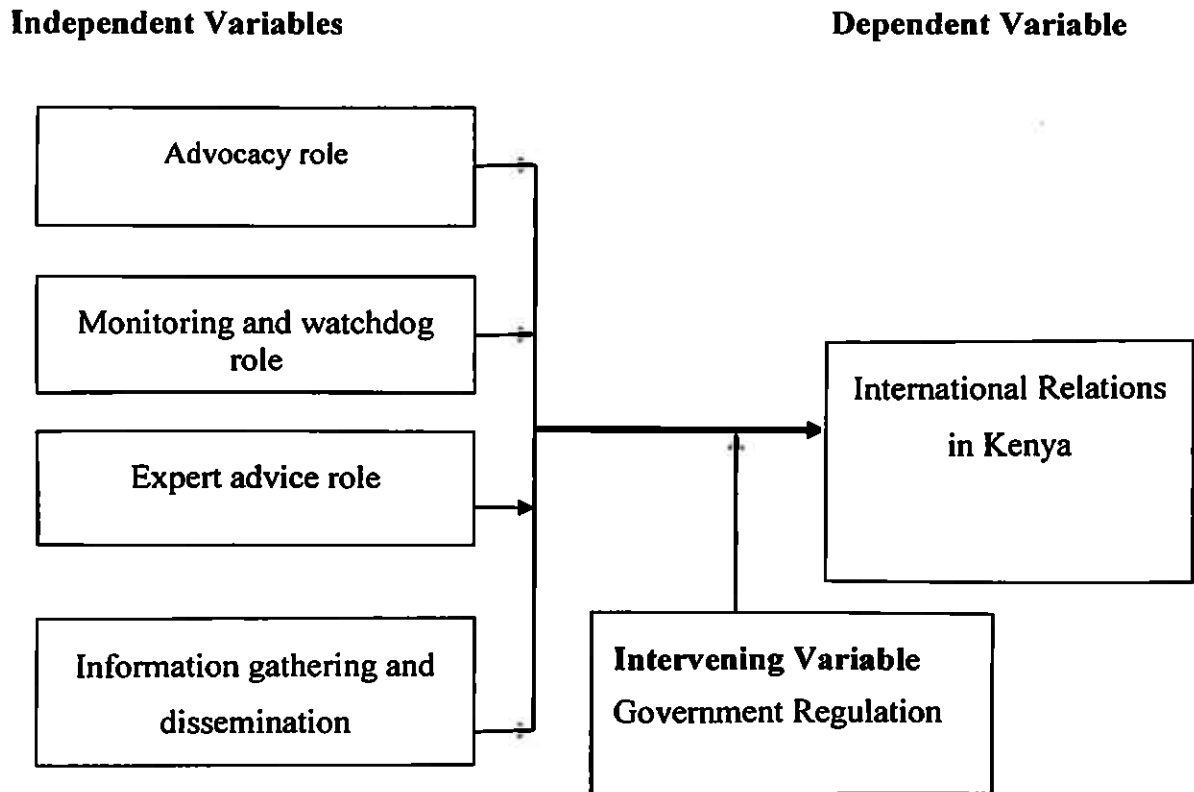 Independent Variables
Dependent Variable
Advocacy role
Monitoring and watchdog
role
Expert advice role
Information gathering and
dissemination
International Relations
in Kenya
Intervening Variable
Government Regulation